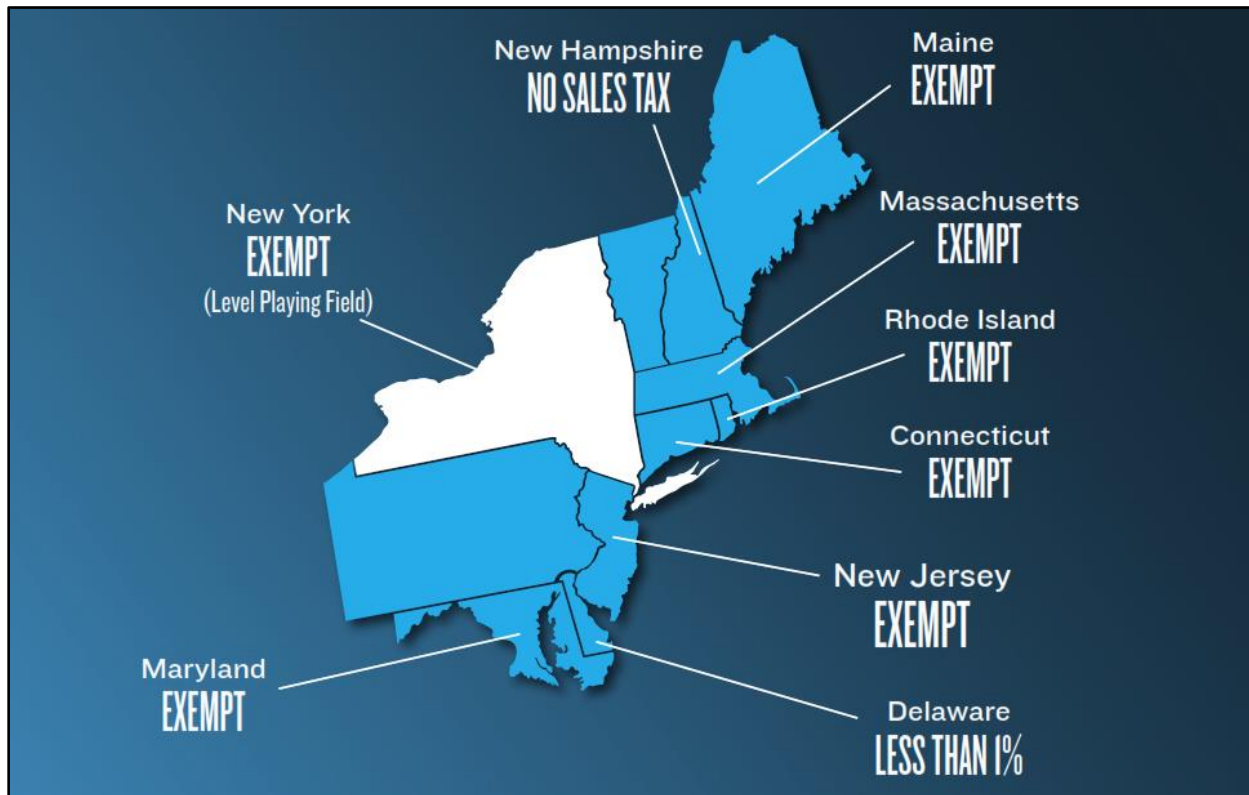 New Hampshire
NO SALES TAX
Maine
EXEMPT
New York
EXEMPT
(Level Playing Field)
Massachusetts
EXEMPT
Rhode Island
EXEMPT
Connecticut
EXEMPT
New Jersey
EXEMPT
Maryland
EXEMPT
Delaware
LESS THAN 1%